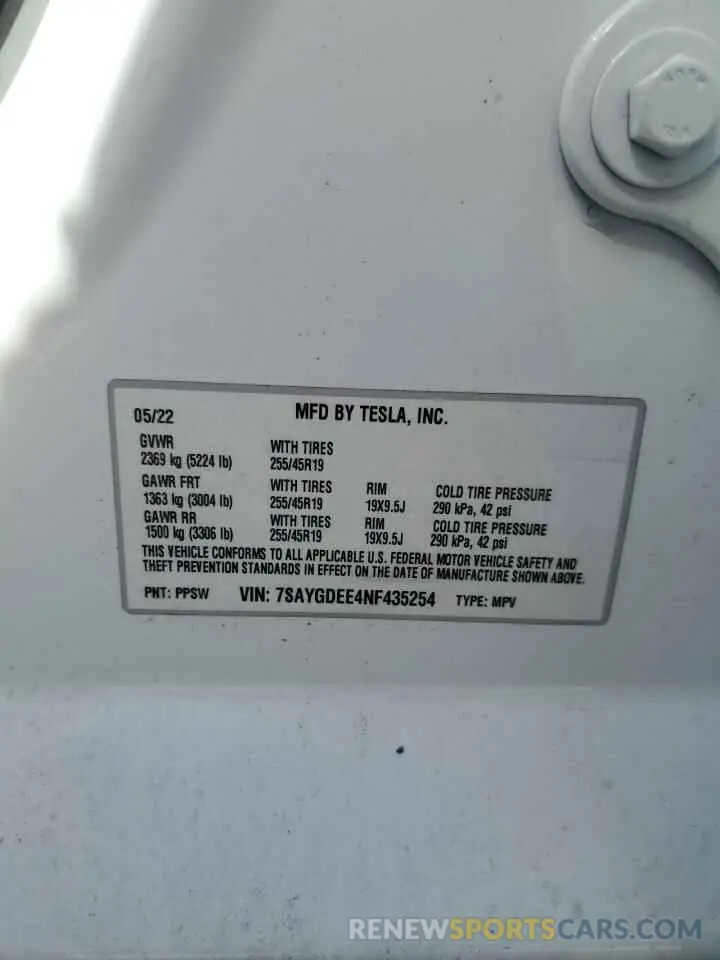 05/22 MFD BY TESLA, INC.
GVWR
2369 kg (5224 lb) WITH TIRES 255/45R19
GAWR FRT
1363 kg (3004 lb) WITH TIRES 255/45R19 RIM 19X9.5J COLD TIRE PRESSURE 290 kPa, 42 psi
GAWR RR
1500 kg (3306 lb) WITH TIRES 255/45R19 RIM 19X9.5J COLD TIRE PRESSURE 290 kPa, 42 psi
THIS VEHICLE CONFORMS TO ALL APPLICABLE U.S. FEDERAL MOTOR VEHICLE SAFETY AND
THEFT PREVENTION STANDARDS IN EFFECT ON THE DATE OF MANUFACTURE SHOWN ABOVE.
PNT: PPSW VIN: 7SAYGDEE4NF435254 TYPE: MPV
RENEWSPORTSCARS.COM